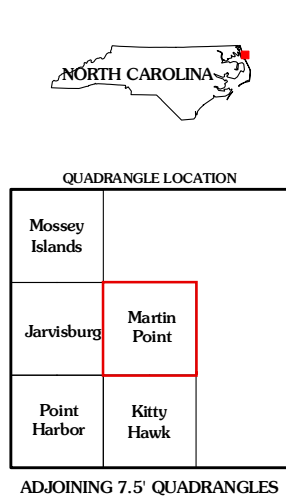 NORTH CAROLINA
QUADRANGLE LOCATION
Mossey
Islands
Jarvisburg
Martin
Point
Point
Harbor
Kitty
Hawk
ADJOINING 7.5' QUADRANGLES